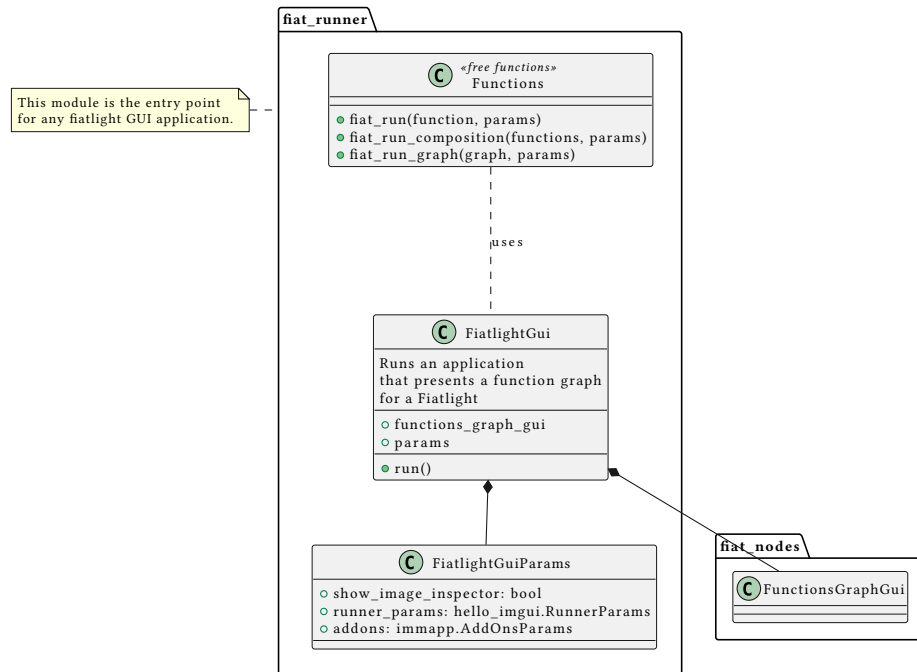 fiat_runner
«free functions»
C
Functions
fiat_run(function, params)
fiat_run_composition(functions, params)
fiat_run_graph(graph, params)
This module is the entry point
for any fiatlight GUI application.
uses
C FiatlightGui
Runs an application
that presents a function graph
for a Fiatlight
functions_graph_gui
params
run()
C FiatlightGuiParams
show_image_inspector: bool
runner_params: hello_imgui.RunnerParams
addons: immapp.AddOnsParams
fiat_nodes
C FunctionsGraphGui